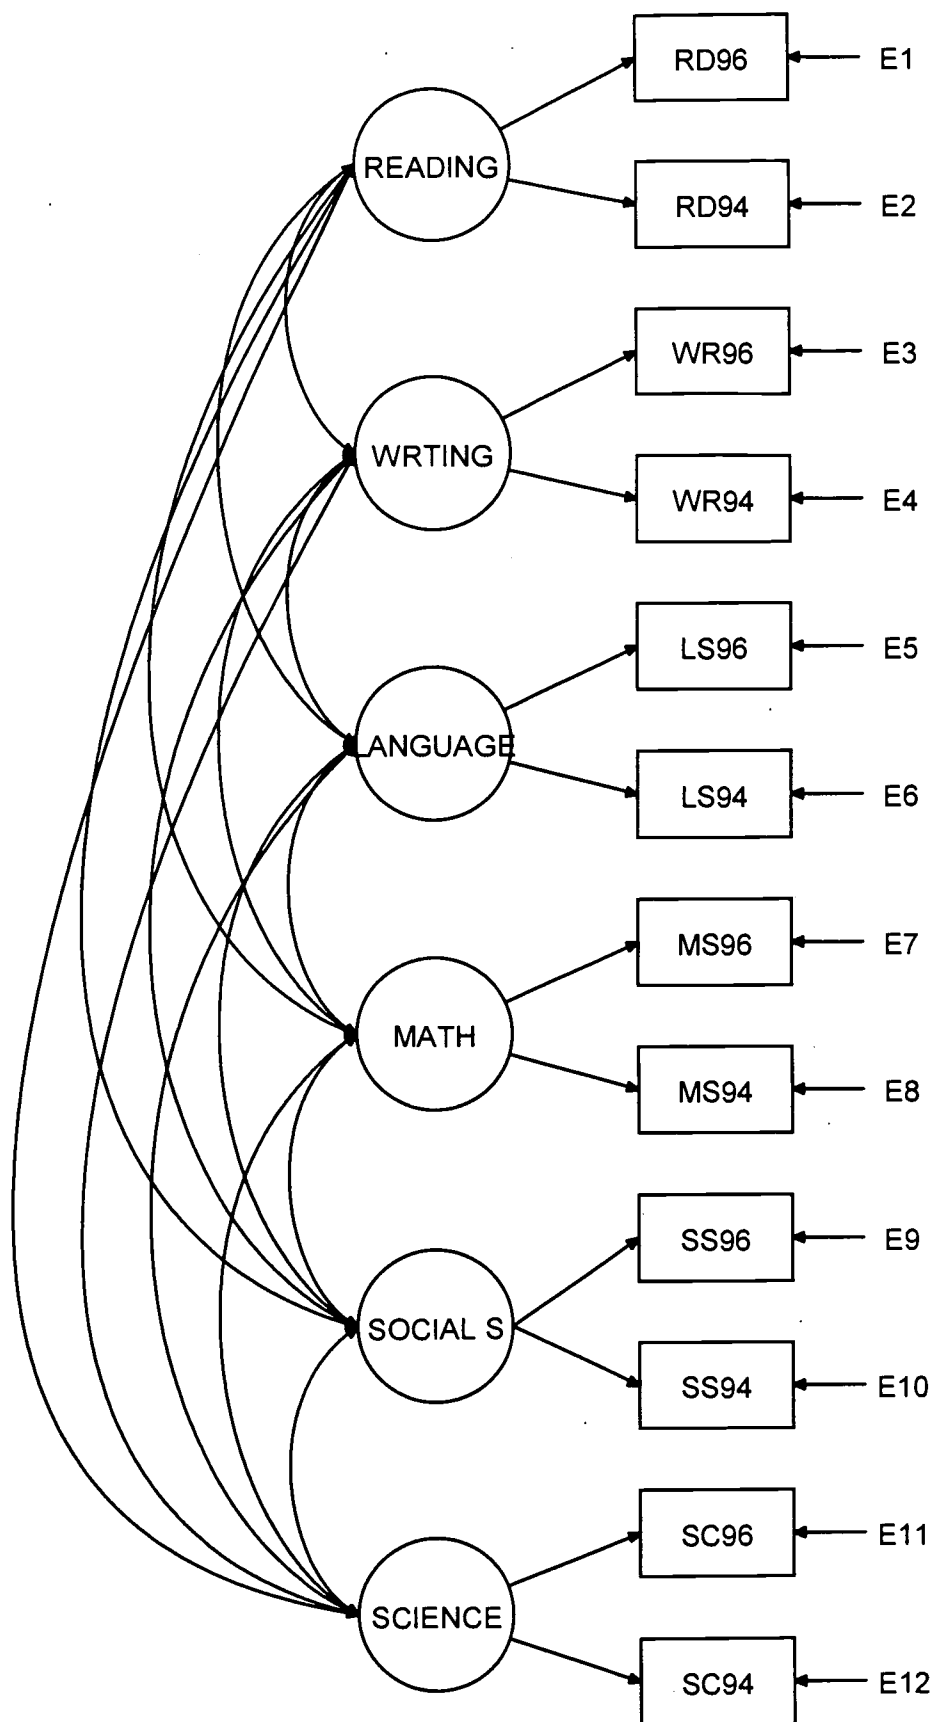 RD96
E1
READING
RD94
E2
WR96
E3
WRTING
WR94
E4
LS96
E5
LANGUAGE
LS94
E6
MS96
E7
MATH
MS94
E8
SS96
E9
SOCIAL S
SS94
E10
SC96
E11
SCIENCE
SC94
E12